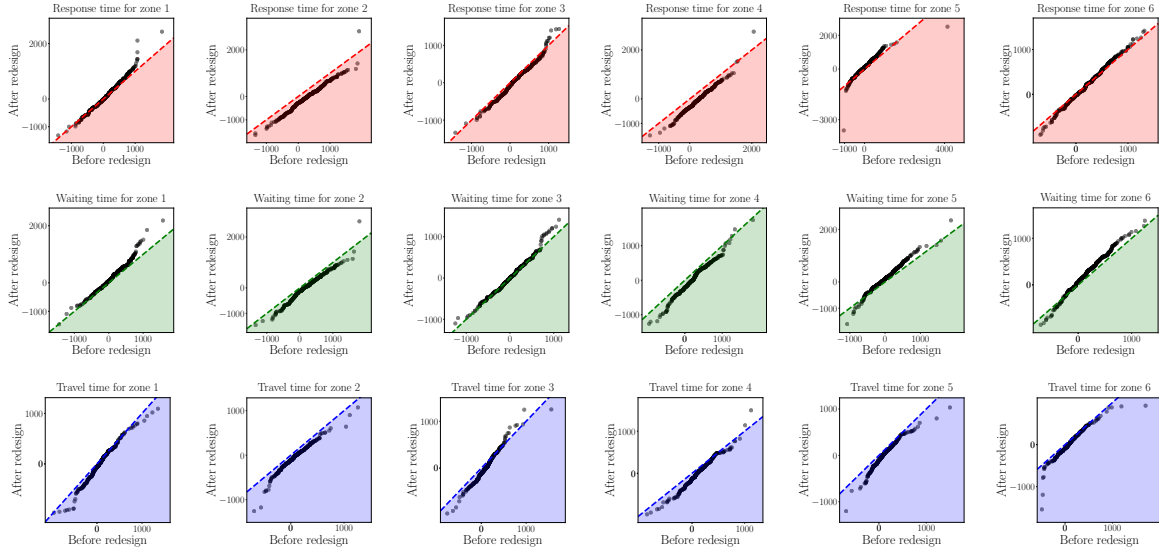 Response time for zone 1 Response time for zone 2 Response time for zone 3 Response time for zone 4 Response time for zone 5 Response time for zone 6
After redesign After redesign After redesign After redesign After redesign After redesign
2000 0 −1000 2000 0 −1000 1000 0 −1000 2000 1000 0 −1000 3000 0 −3000 1000 0
−1000 0 1000 −1000 0 1000 −1000 0 1000 0 2000 −1000 0 4000 0 1000
Before redesign Before redesign Before redesign Before redesign Before redesign Before redesign
Waiting time for zone 1 Waiting time for zone 2 Waiting time for zone 3 Waiting time for zone 4 Waiting time for zone 5 Waiting time for zone 6
After redesign After redesign After redesign After redesign After redesign After redesign
2000 1000 0 −1000 2000 0 −1000 1000 0 −1000 1000 0 −1000 2000 1000 0 −1000 1000 0
−1000 0 1000 0 2000 −1000 0 1000 0 1000 0 2000 0 1000
Before redesign Before redesign Before redesign Before redesign Before redesign Before redesign
Travel time for zone 1 Travel time for zone 2 Travel time for zone 3 Travel time for zone 4 Travel time for zone 5 Travel time for zone 6
After redesign After redesign After redesign After redesign After redesign After redesign
1000 0 1000 0 −1000 1000 0 1000 0 1000 0 −1000 0 −1000
0 1000 0 1000 0 1000 0 1000 0 1000 0 1000
Before redesign Before redesign Before redesign Before redesign Before redesign Before redesign